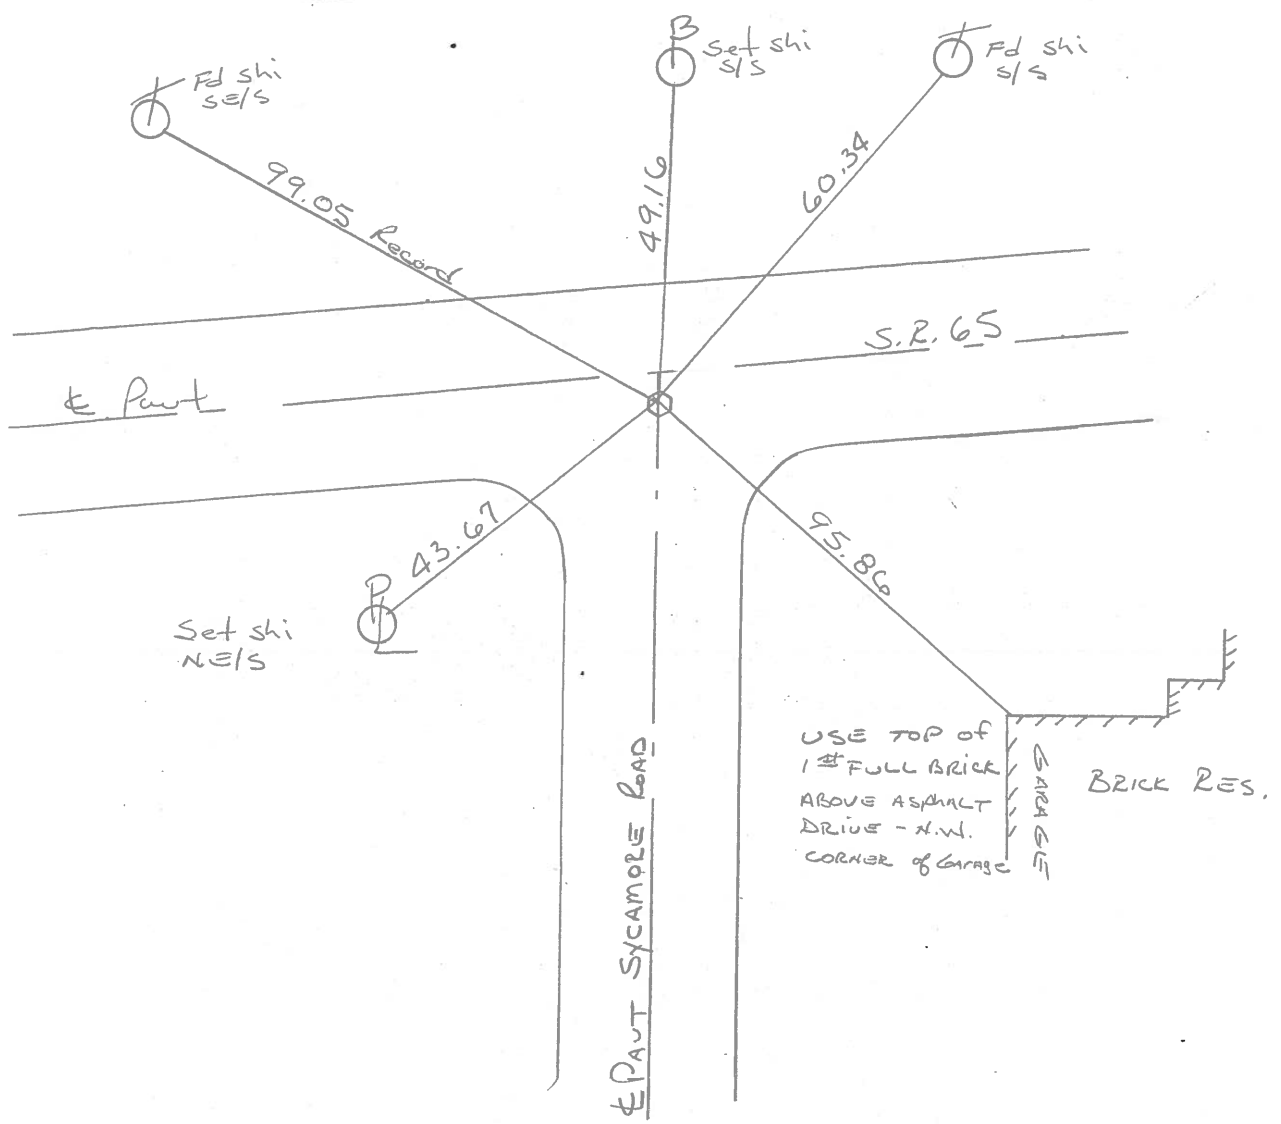 B
Set shi
S/S
Fd shi
S/S
Fd shi
SE/S
99.05 Record
49.16
60.34
S.R. 65
℄ Pav't
43.67
95.86
P
Set shi
NE/S
USE TOP of
1st FULL BRICK
ABOVE ASPHALT
DRIVE - N.W.
CORNER of Garage
GARAGE
BRICK RES.
℄ PAVT SYCAMORE ROAD